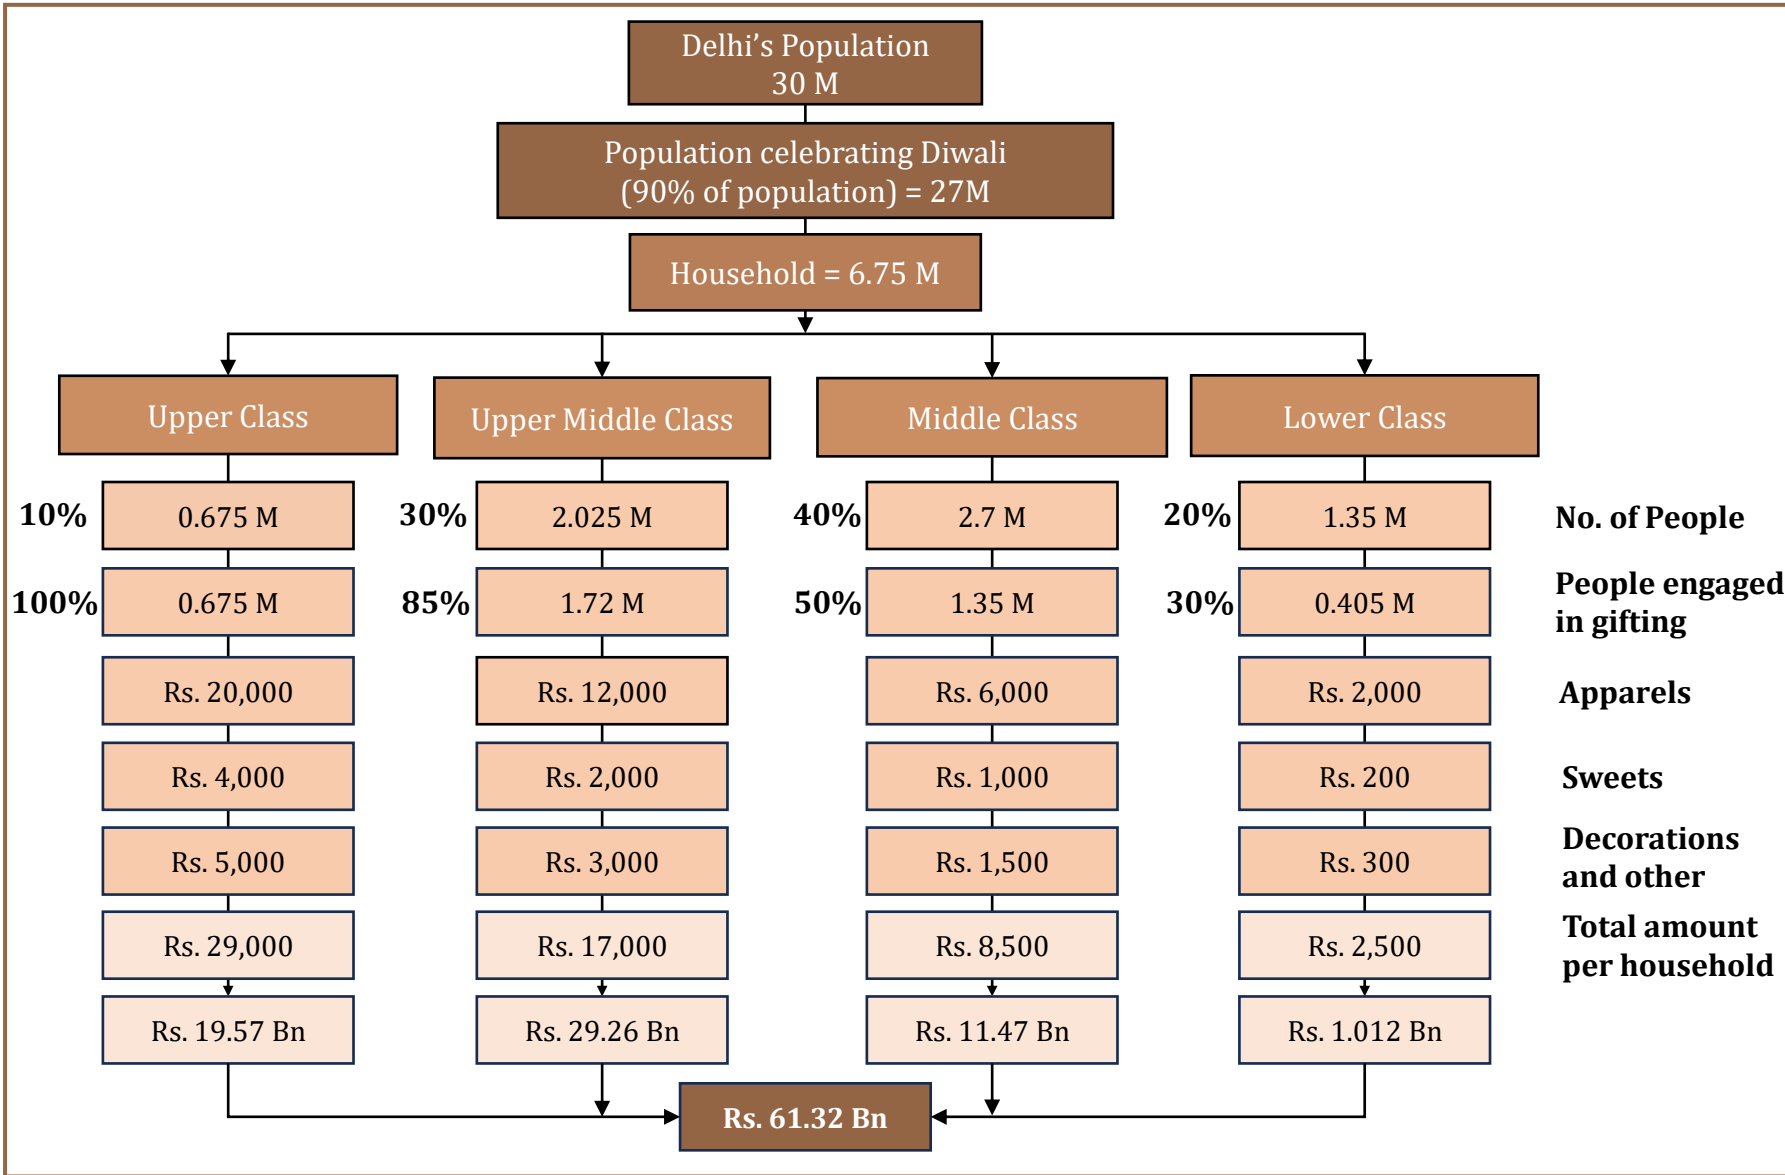 Delhi’s Population
30 M
Population celebrating Diwali
(90% of population) = 27M
Household = 6.75 M
Upper Class
Upper Middle Class
Middle Class
Lower Class
10%
0.675 M
30%
2.025 M
40%
2.7 M
20%
1.35 M
No. of People
100%
0.675 M
85%
1.72 M
50%
1.35 M
30%
0.405 M
People engaged
in gifting
Rs. 20,000
Rs. 12,000
Rs. 6,000
Rs. 2,000
Apparels
Rs. 4,000
Rs. 2,000
Rs. 1,000
Rs. 200
Sweets
Rs. 5,000
Rs. 3,000
Rs. 1,500
Rs. 300
Decorations
and other
Rs. 29,000
Rs. 17,000
Rs. 8,500
Rs. 2,500
Total amount
per household
Rs. 19.57 Bn
Rs. 29.26 Bn
Rs. 11.47 Bn
Rs. 1.012 Bn
Rs. 61.32 Bn